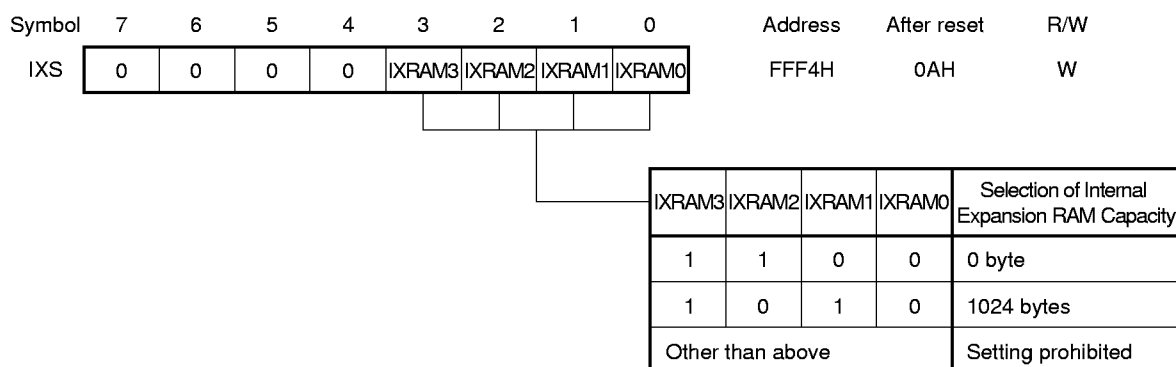 Symbol 7 6 5 4 3 2 1 0 Address After reset R/W
IXS 0 0 0 0 IXRAM3 IXRAM2 IXRAM1 IXRAM0 FFF4H 0AH W
IXRAM3 IXRAM2 IXRAM1 IXRAM0 Selection of Internal
Expansion RAM Capacity
1 1 0 0 0 byte
1 0 1 0 1024 bytes
Other than above Setting prohibited